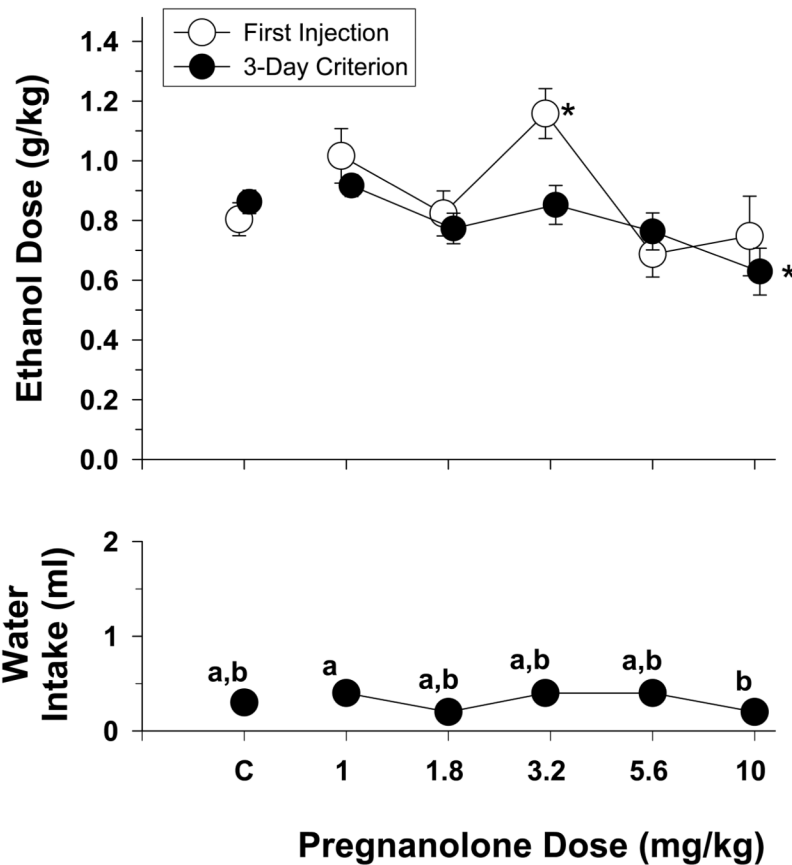 First Injection
3-Day Criterion
Ethanol Dose (g/kg)
1.4
1.2
1.0
0.8
0.6
0.4
0.2
0.0
*
*
Water
Intake (ml)
2
1
0
a,b
a
a,b
a,b
a,b
b
C 1 1.8 3.2 5.6 10
Pregnanolone Dose (mg/kg)